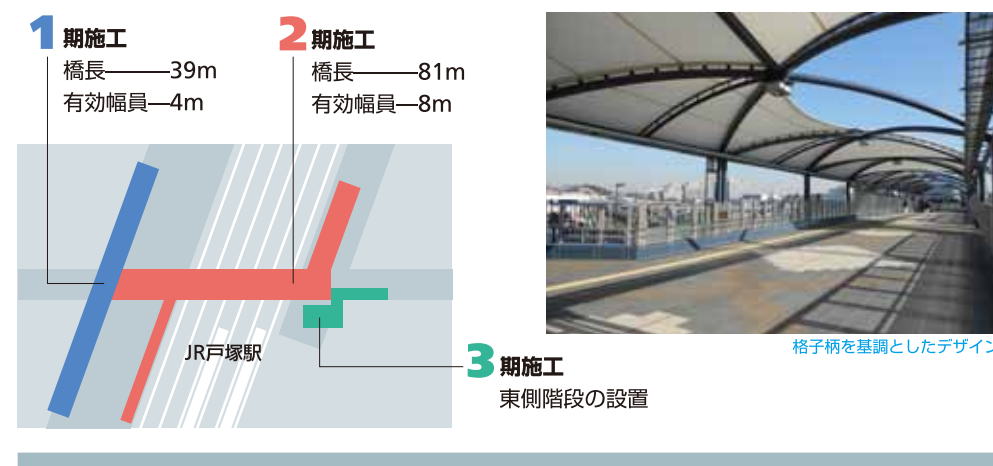 1期施工
橋長――39m
有効幅員―4m
2期施工
橋長――81m
有効幅員―8m
JR戸塚駅
3期施工
東側階段の設置
格子柄を基調としたデザイン